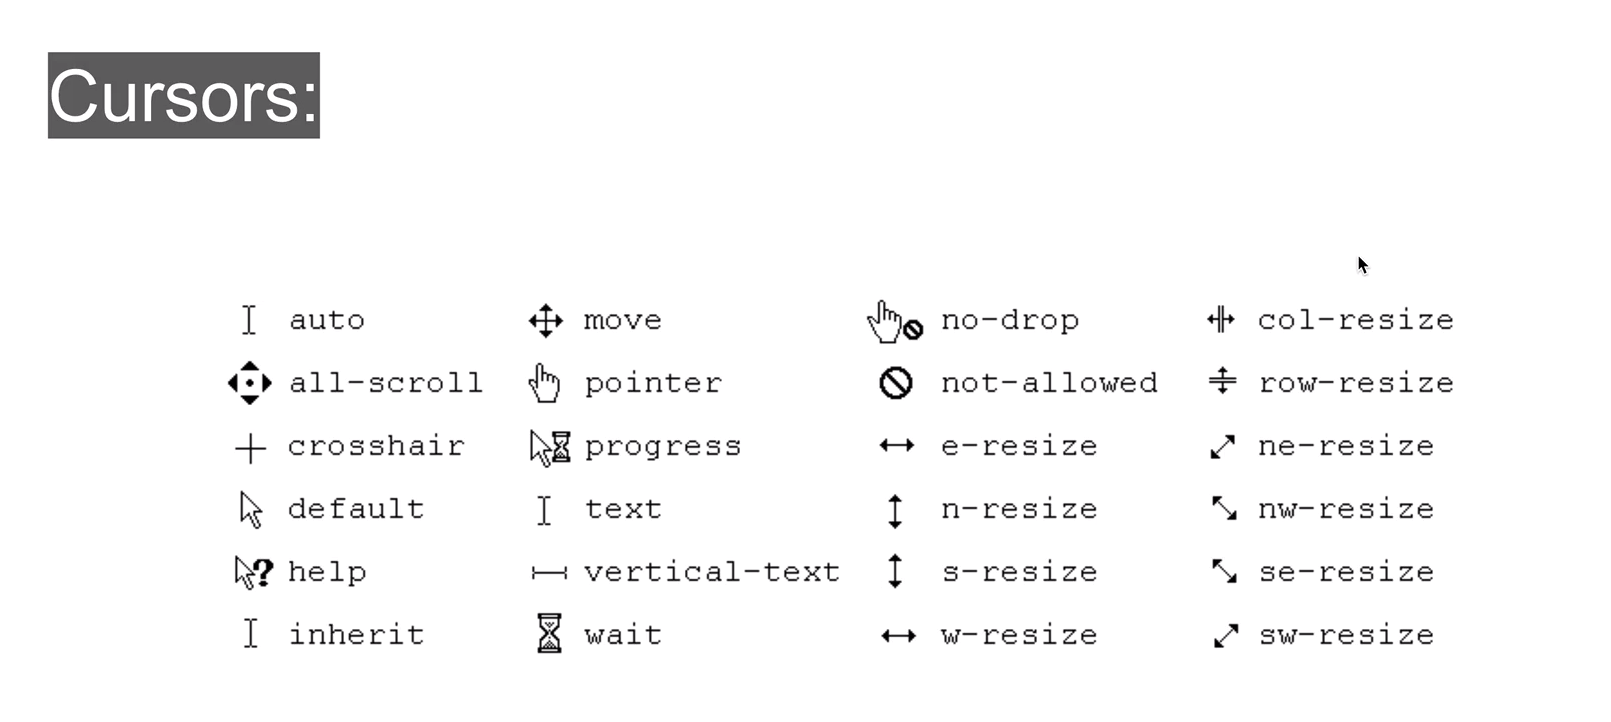 Cursors:
auto move no-drop col-resize
all-scroll pointer not-allowed row-resize
crosshair progress e-resize ne-resize
default text n-resize nw-resize
help vertical-text s-resize se-resize
inherit wait w-resize sw-resize